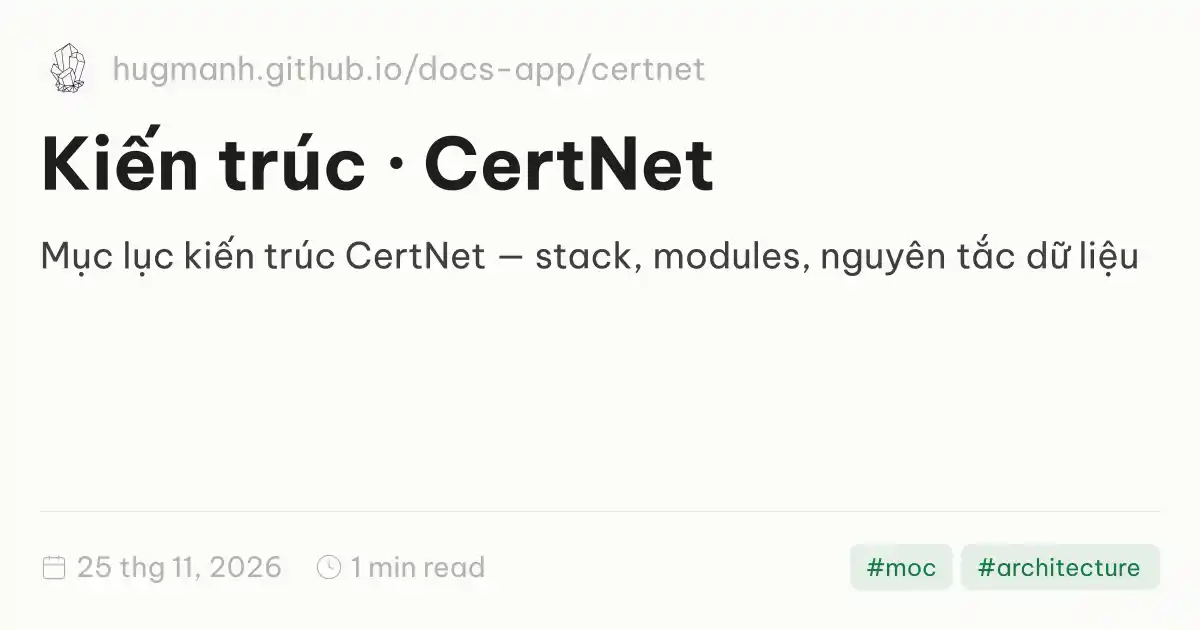 hugmanh.github.io/docs-app/certnet
Kiến trúc · CertNet
Mục lục kiến trúc CertNet — stack, modules, nguyên tắc dữ liệu
25 thg 11, 2026 1 min read #moc #architecture